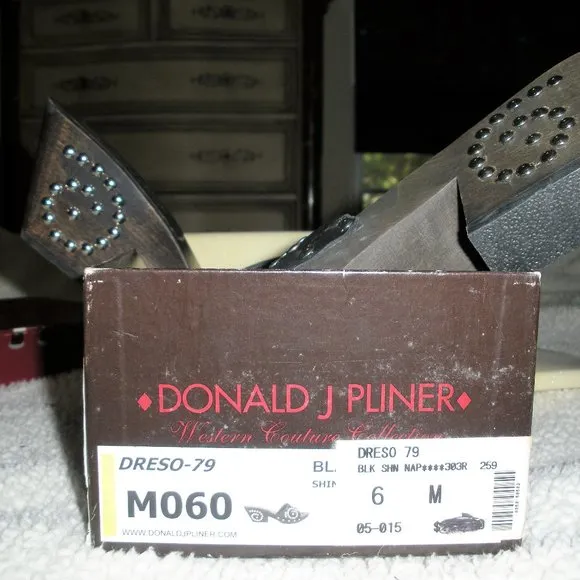 ♦DONALD J PLINER♦
Western Couture Collection
DRESO-79
BL
SHIN
M060
WWW.DONALDJPLINER.COM
DRESO 79
BLK SHN NAP****303R 259
6 M
05-015
$